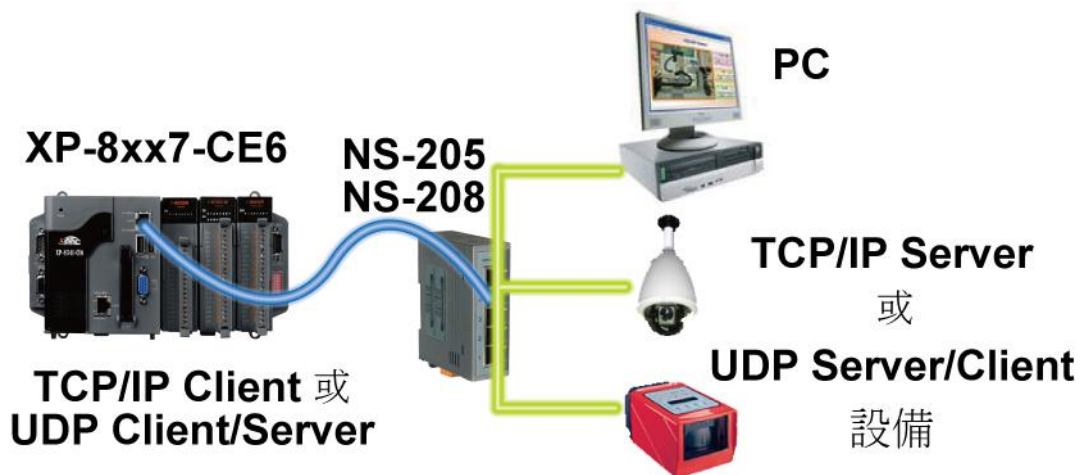 XP-8xx7-CE6
TCP/IP Client 或
UDP Client/Server
NS-205
NS-208
PC
TCP/IP Server
或
UDP Server/Client
設備